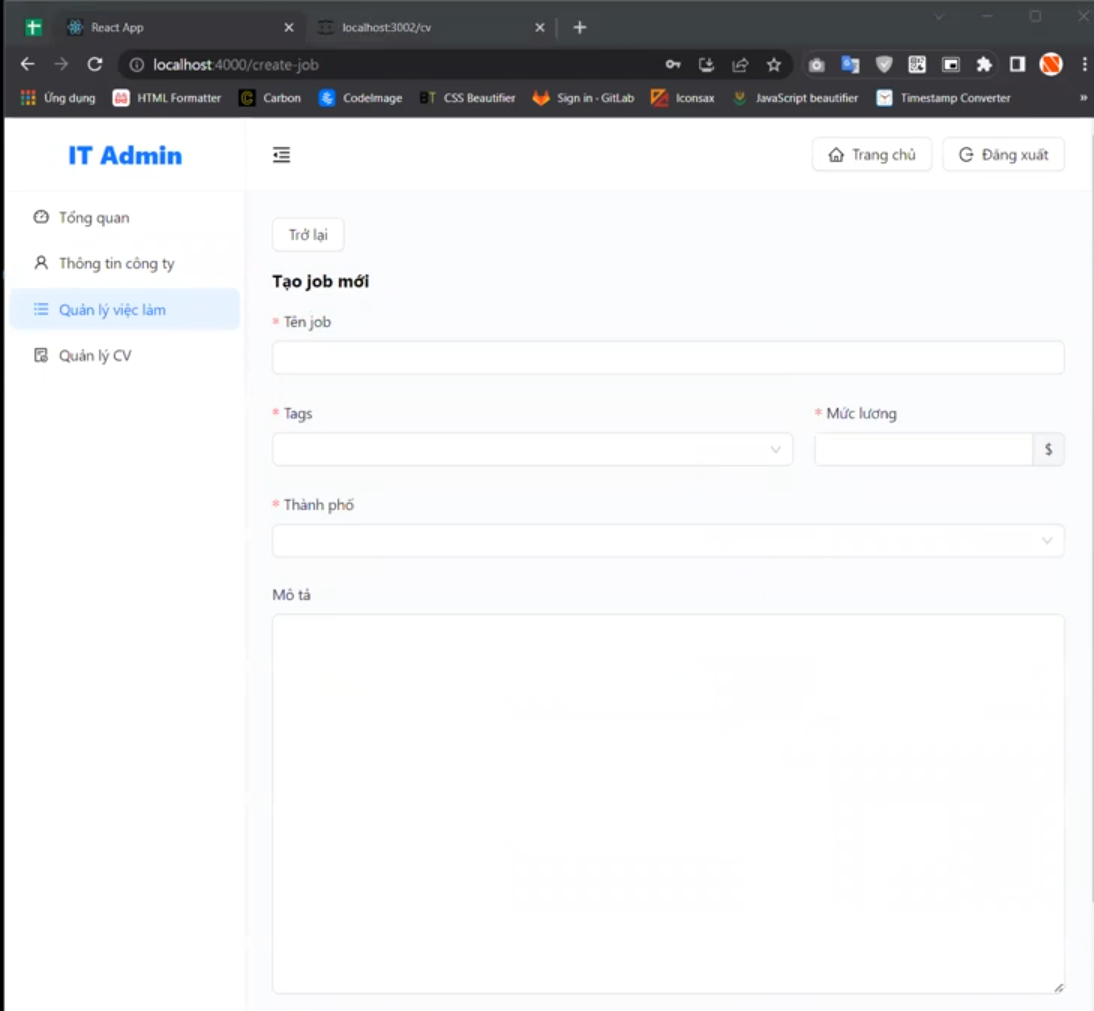 React App
localhost:3002/cv
localhost:4000/create-job
Ứng dụng
HTML Formatter
Carbon
CodeImage
CSS Beautifier
Sign in · GitLab
Iconsax
JavaScript beautifier
Timestamp Converter
IT Admin
Trang chủ
Đăng xuất
Tổng quan
Thông tin công ty
Quản lý việc làm
Quản lý CV
Trở lại
Tạo job mới
* Tên job
* Tags
* Mức lương
$
* Thành phố
Mô tả